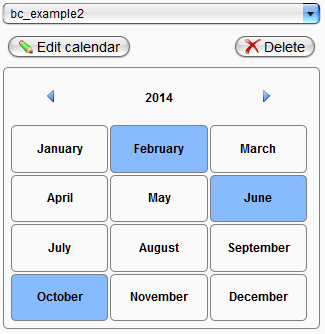 bc_example2
Edit calendar Delete
2014
January February March
April May June
July August September
October November December